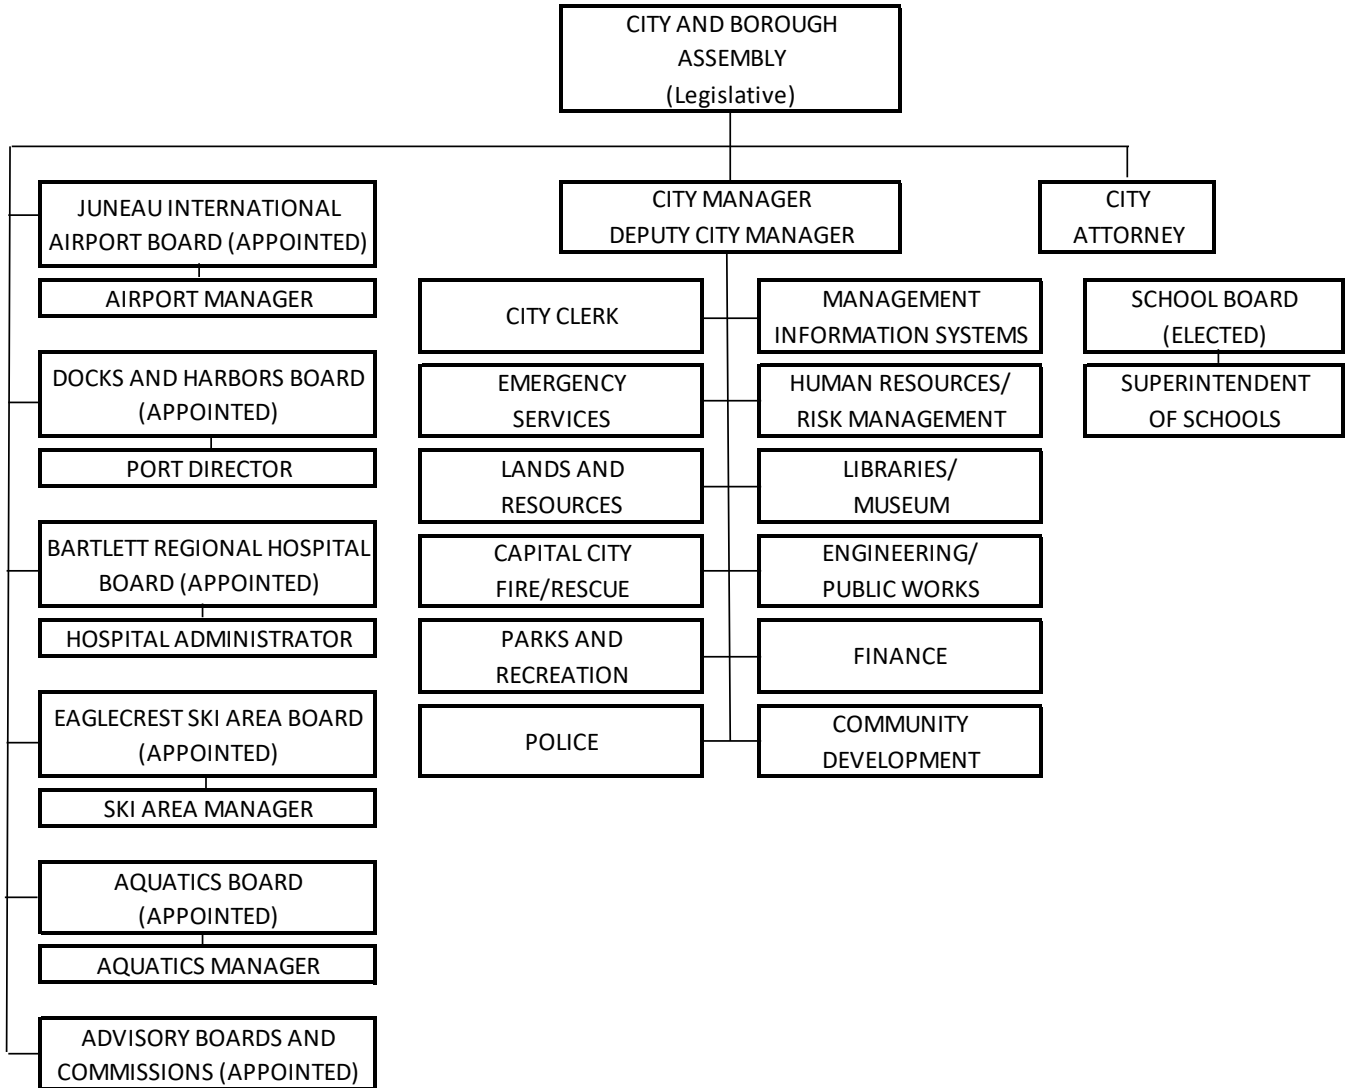 CITY AND BOROUGH
ASSEMBLY
(Legislative)
JUNEAU INTERNATIONAL
AIRPORT BOARD (APPOINTED)
AIRPORT MANAGER
DOCKS AND HARBORS BOARD
(APPOINTED)
PORT DIRECTOR
BARTLETT REGIONAL HOSPITAL
BOARD (APPOINTED)
HOSPITAL ADMINISTRATOR
EAGLECREST SKI AREA BOARD
(APPOINTED)
SKI AREA MANAGER
AQUATICS BOARD
(APPOINTED)
AQUATICS MANAGER
ADVISORY BOARDS AND
COMMISSIONS (APPOINTED)
CITY MANAGER
DEPUTY CITY MANAGER
CITY CLERK
MANAGEMENT
INFORMATION SYSTEMS
EMERGENCY
SERVICES
HUMAN RESOURCES/
RISK MANAGEMENT
LANDS AND
RESOURCES
LIBRARIES/
MUSEUM
CAPITAL CITY
FIRE/RESCUE
ENGINEERING/
PUBLIC WORKS
PARKS AND
RECREATION
FINANCE
POLICE
COMMUNITY
DEVELOPMENT
CITY
ATTORNEY
SCHOOL BOARD
(ELECTED)
SUPERINTENDENT
OF SCHOOLS